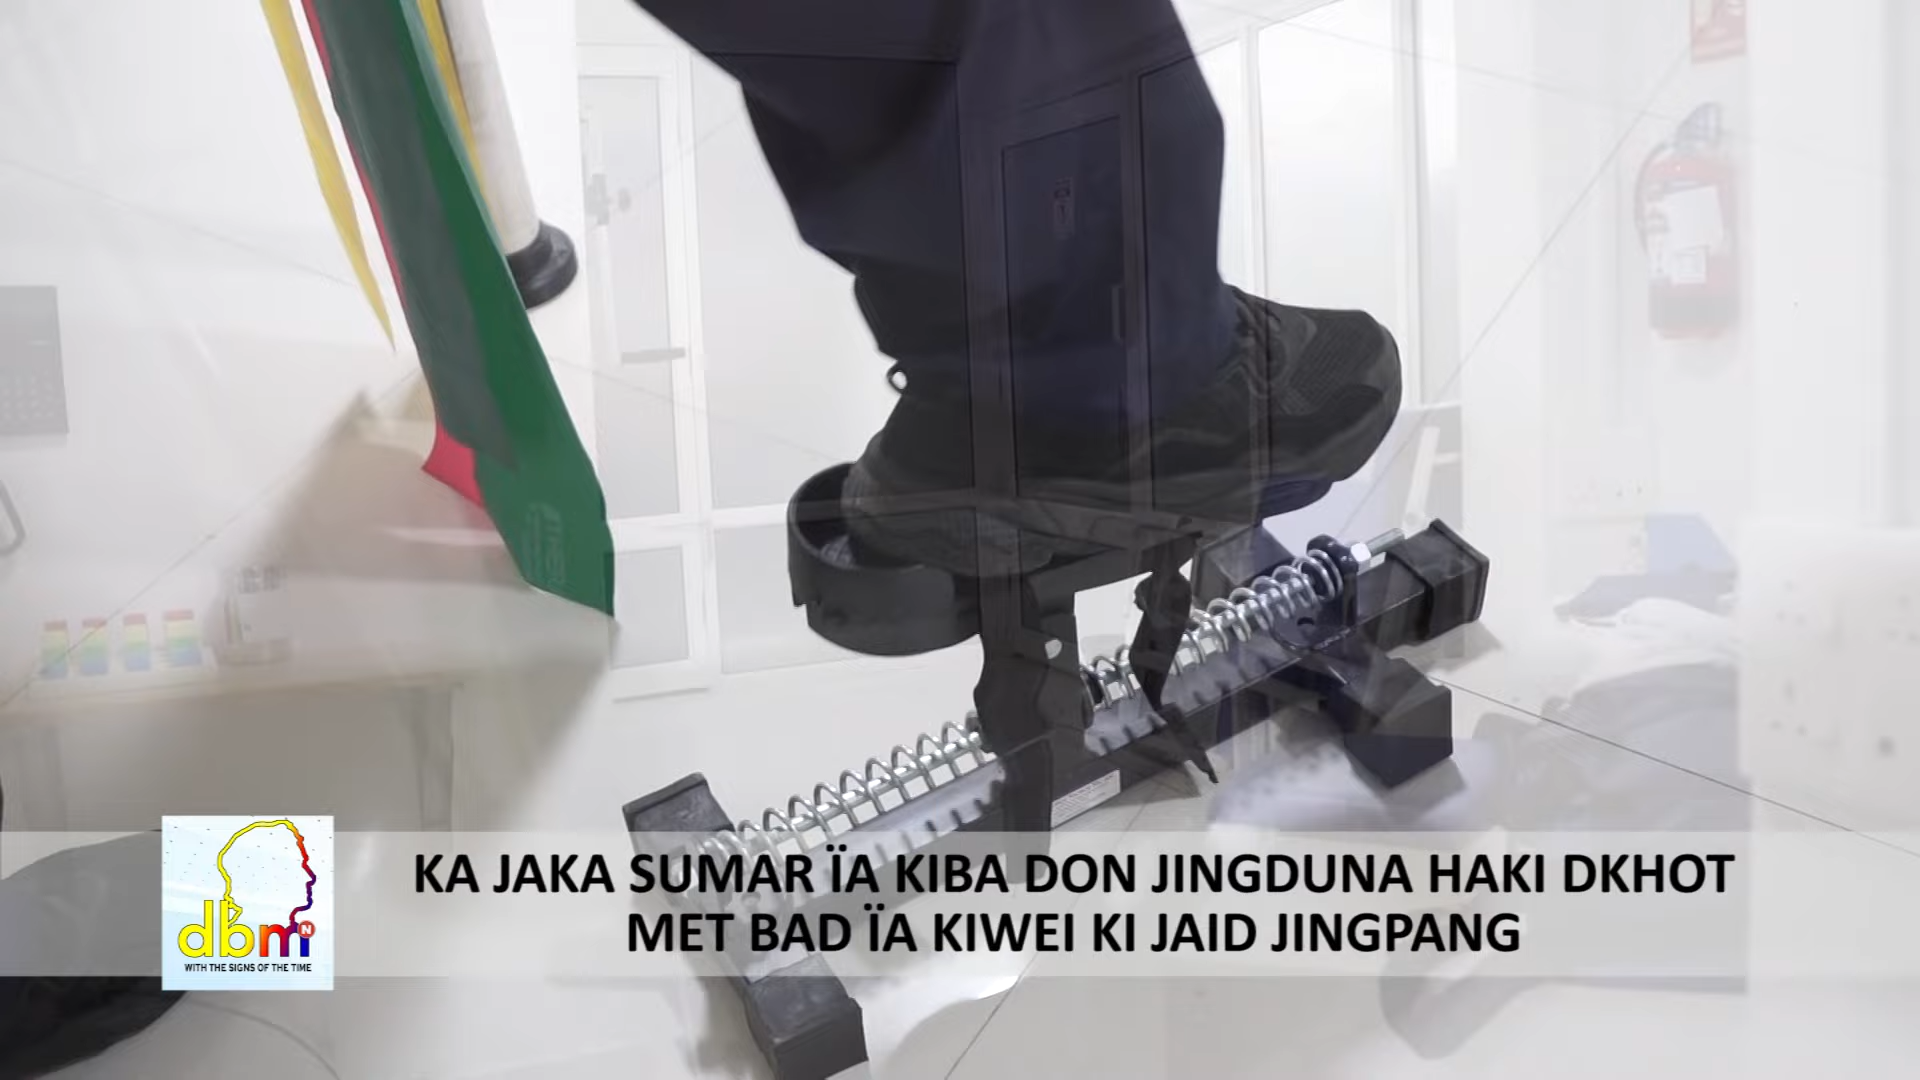 KA JAKA SUMAR ÏA KIBA DON JINGDUNA HAKI DKHOT
MET BAD ÏA KIWEI KI JAID JINGPANG
dbm
N
WITH THE SIGNS OF THE TIME